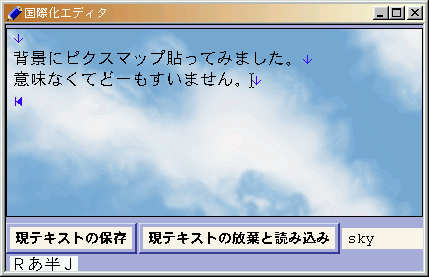 国際化エディタ
背景にピクスマップ貼ってみました。↓
意味なくてどーもすいません。↓
現テキストの保存 現テキストの放棄と読み込み sky
Ｒあ半Ｊ